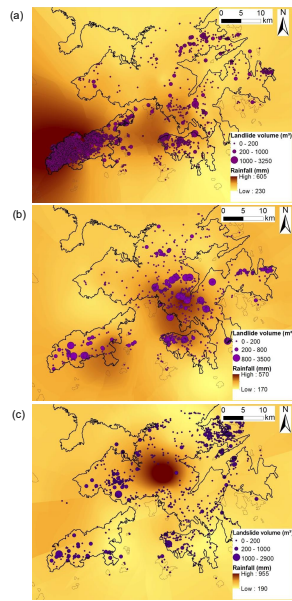 (a)
0 5 10
km
Landlide volume (m³)
0 - 200
200 - 1000
1000 - 3250
Rainfall (mm)
High : 605
Low : 230
(b)
0 5 10
km
Landlide volume (m³)
0 - 200
200 - 800
800 - 3500
Rainfall (mm)
High : 570
Low : 170
(c)
0 5 10
km
Landslide volume (m³)
0 - 200
200 - 1000
1000 - 2900
Rainfall (mm)
High : 955
Low : 190